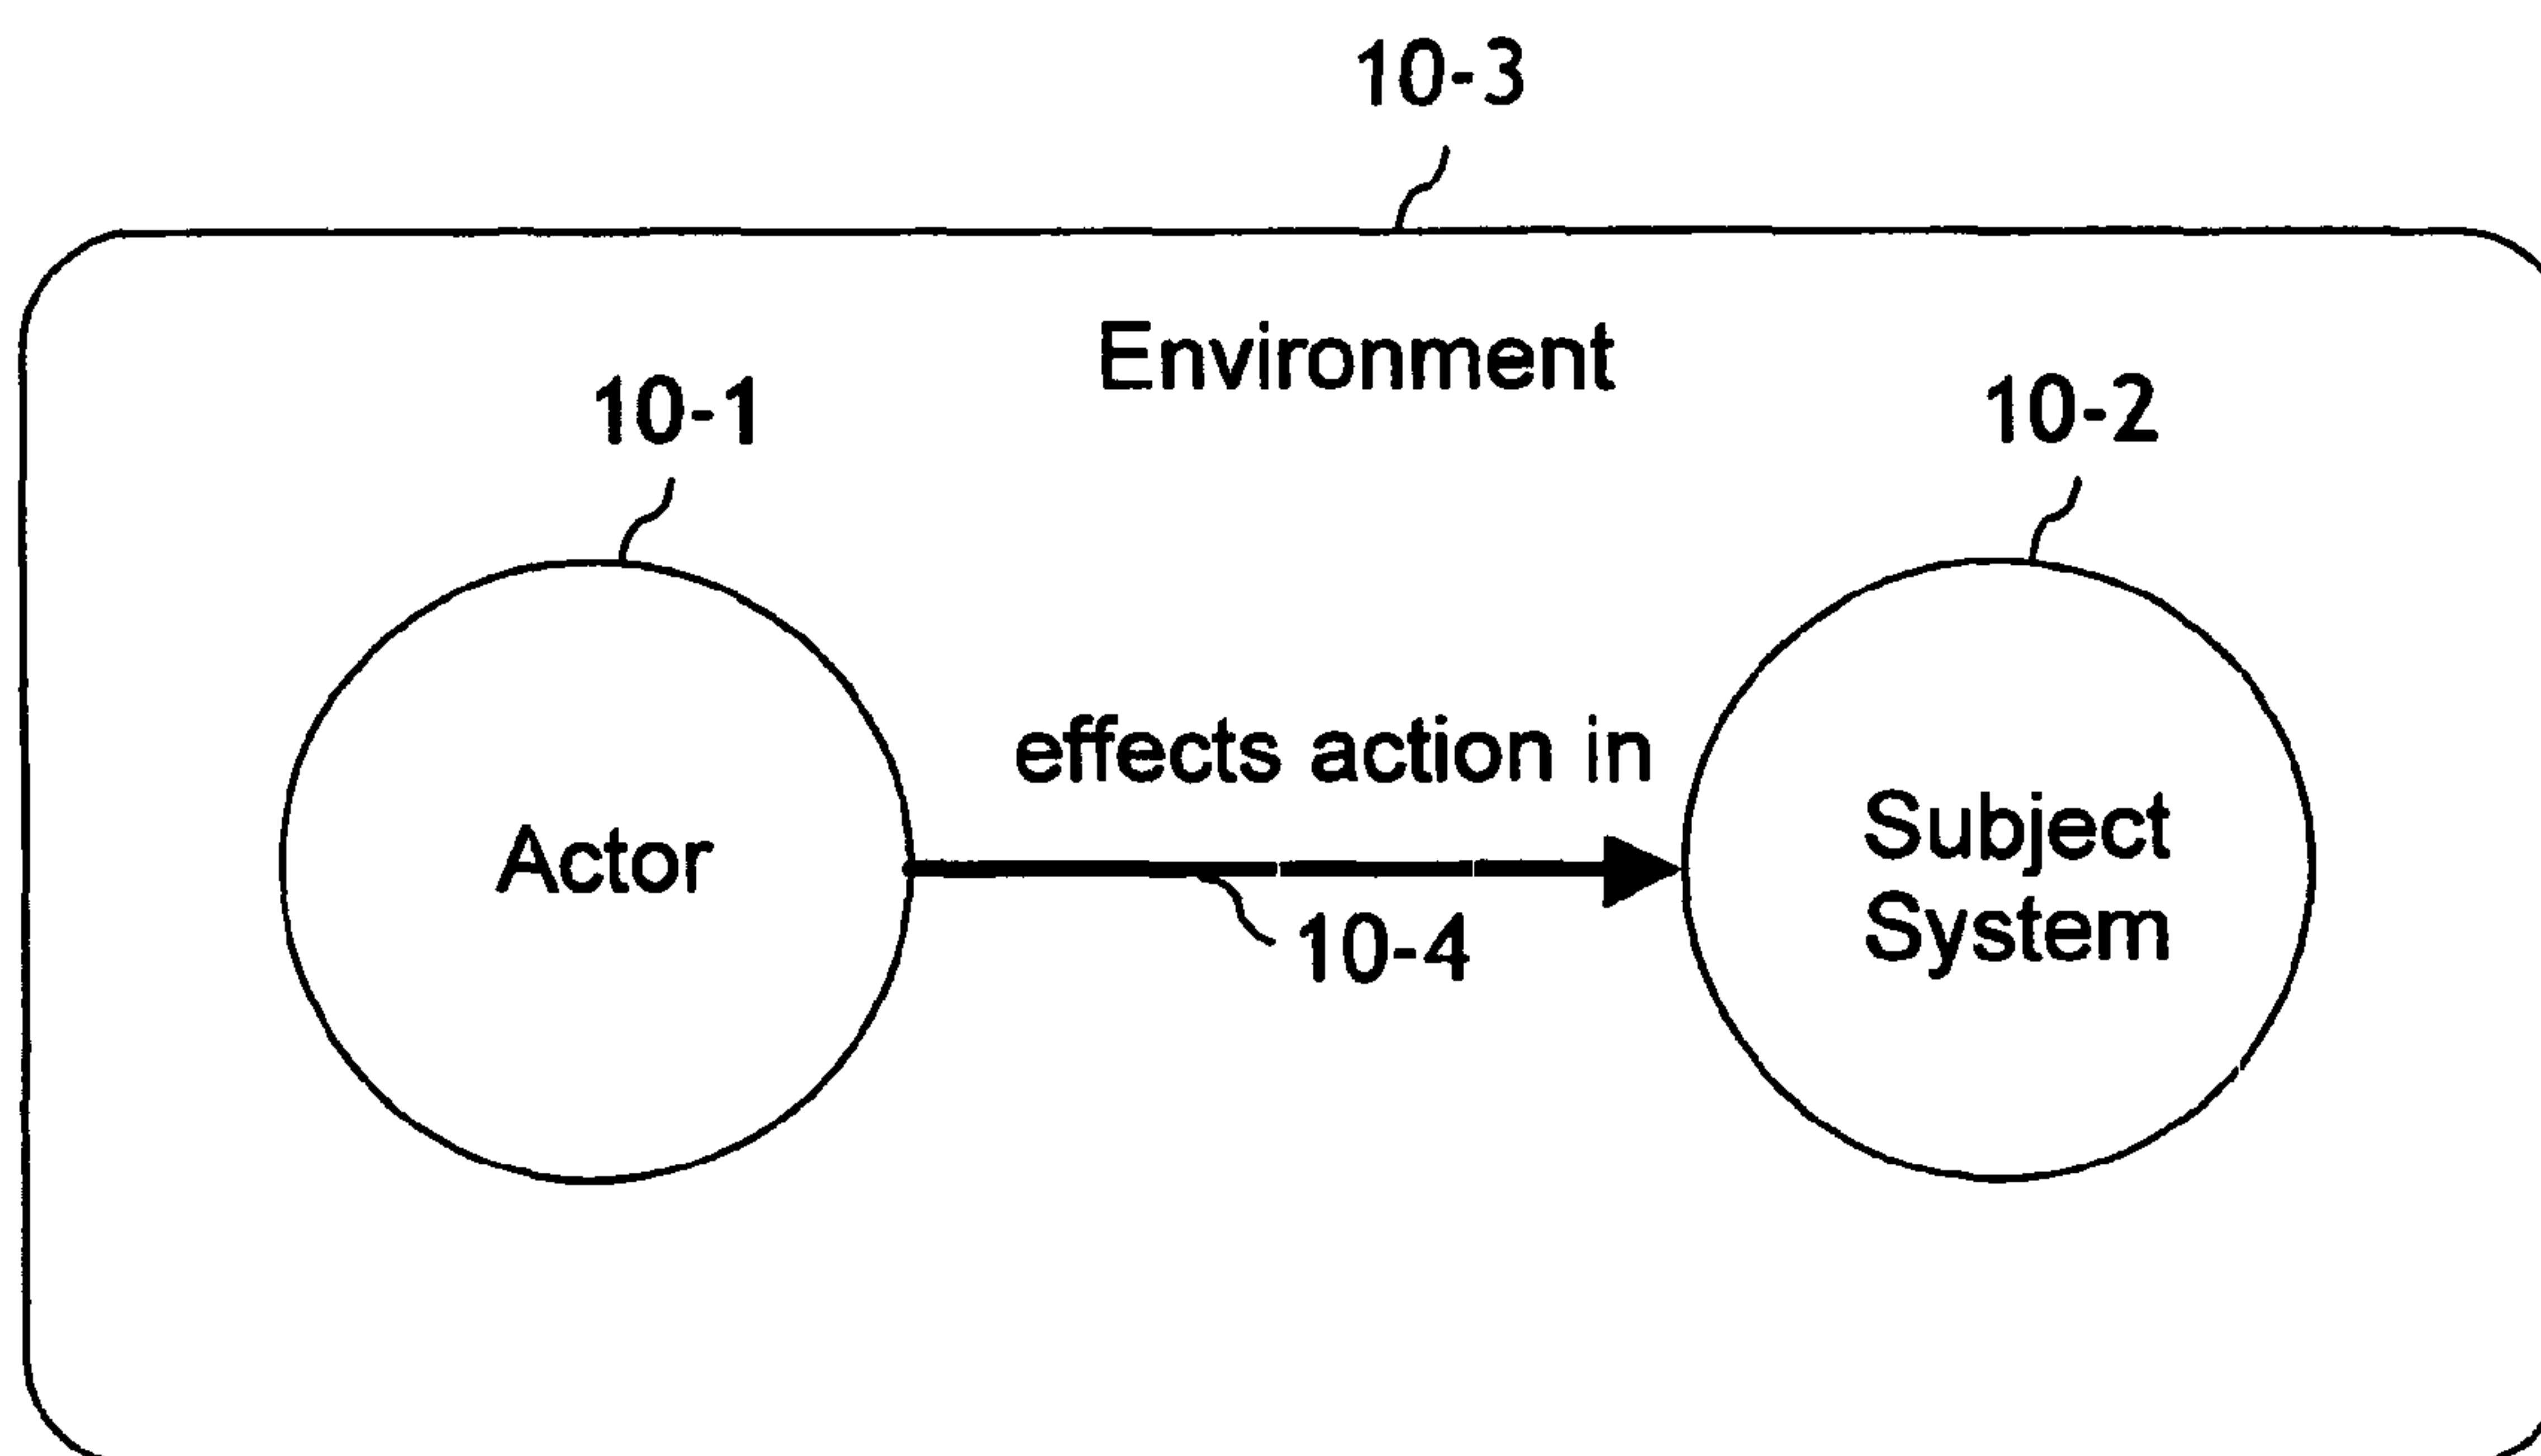 10-3
Environment
10-1
10-2
effects action in
Actor
Subject
System
10-4